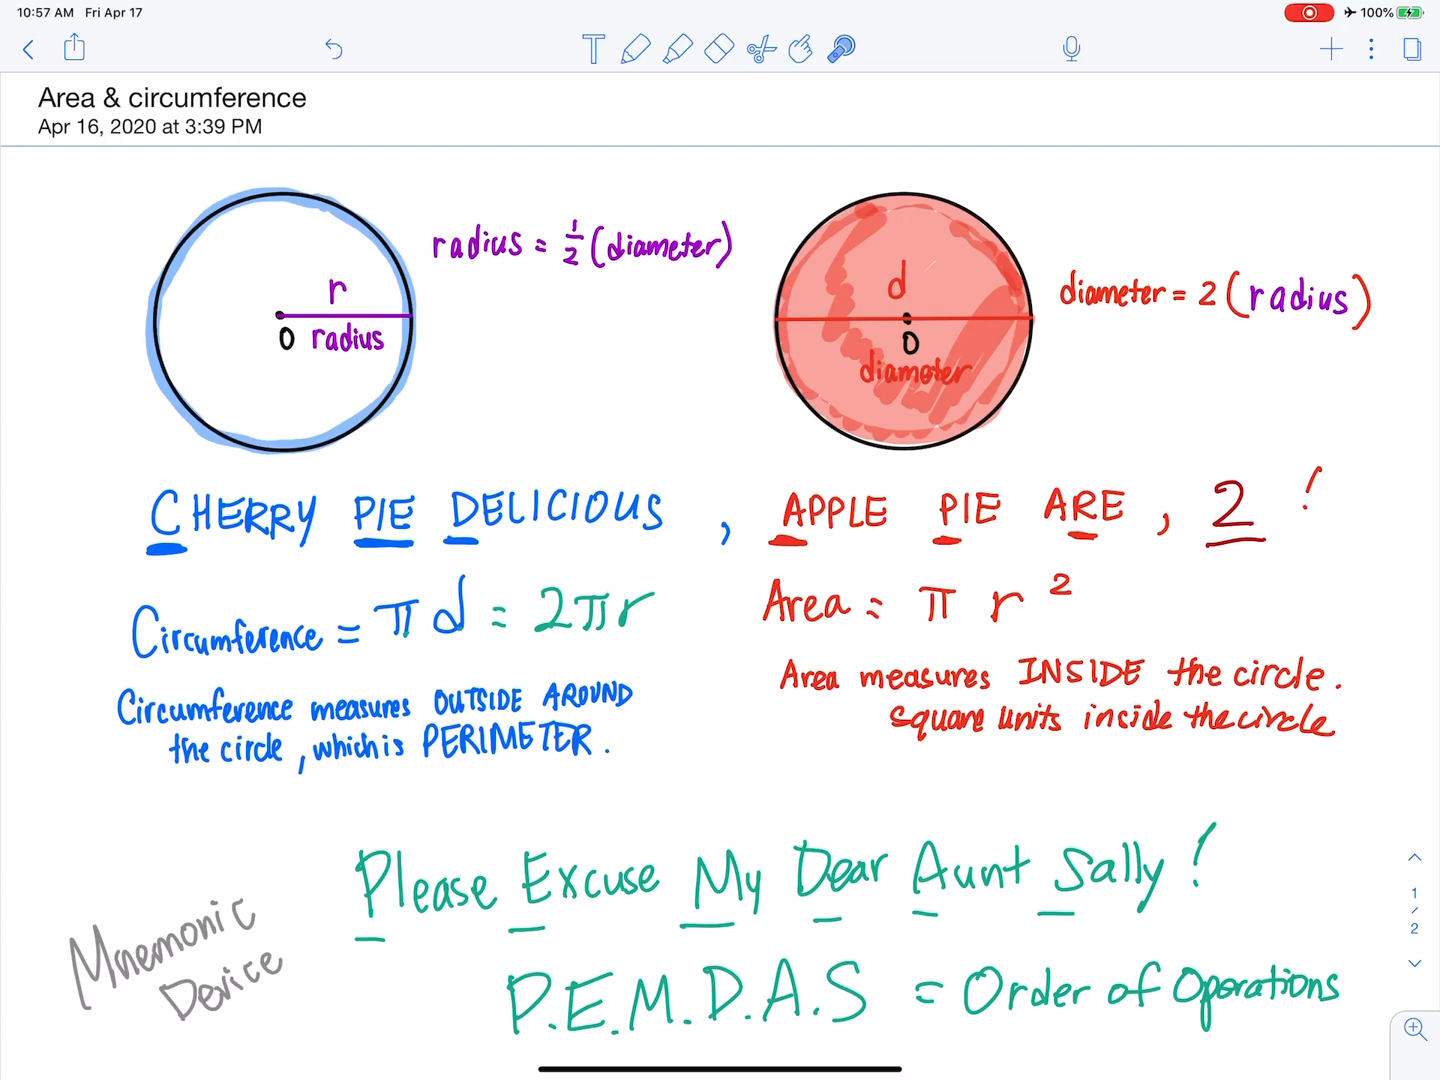 10:57 AM Fri Apr 17
100%
T
Area & circumference
Apr 16, 2020 at 3:39 PM
r
O radius
radius = 1/2 (diameter)
d
O
diameter
diameter = 2 (radius)
CHERRY PIE DELICIOUS , APPLE PIE ARE , 2 !
Circumference = π d = 2πr
Area = π r ²
Circumference measures OUTSIDE AROUND
the circle, which is PERIMETER.
Area measures INSIDE the circle.
square units inside the circle
Please Excuse My Dear Aunt Sally!
Mnemonic
Device
P.E.M.D.A.S = Order of Operations
1
/
2